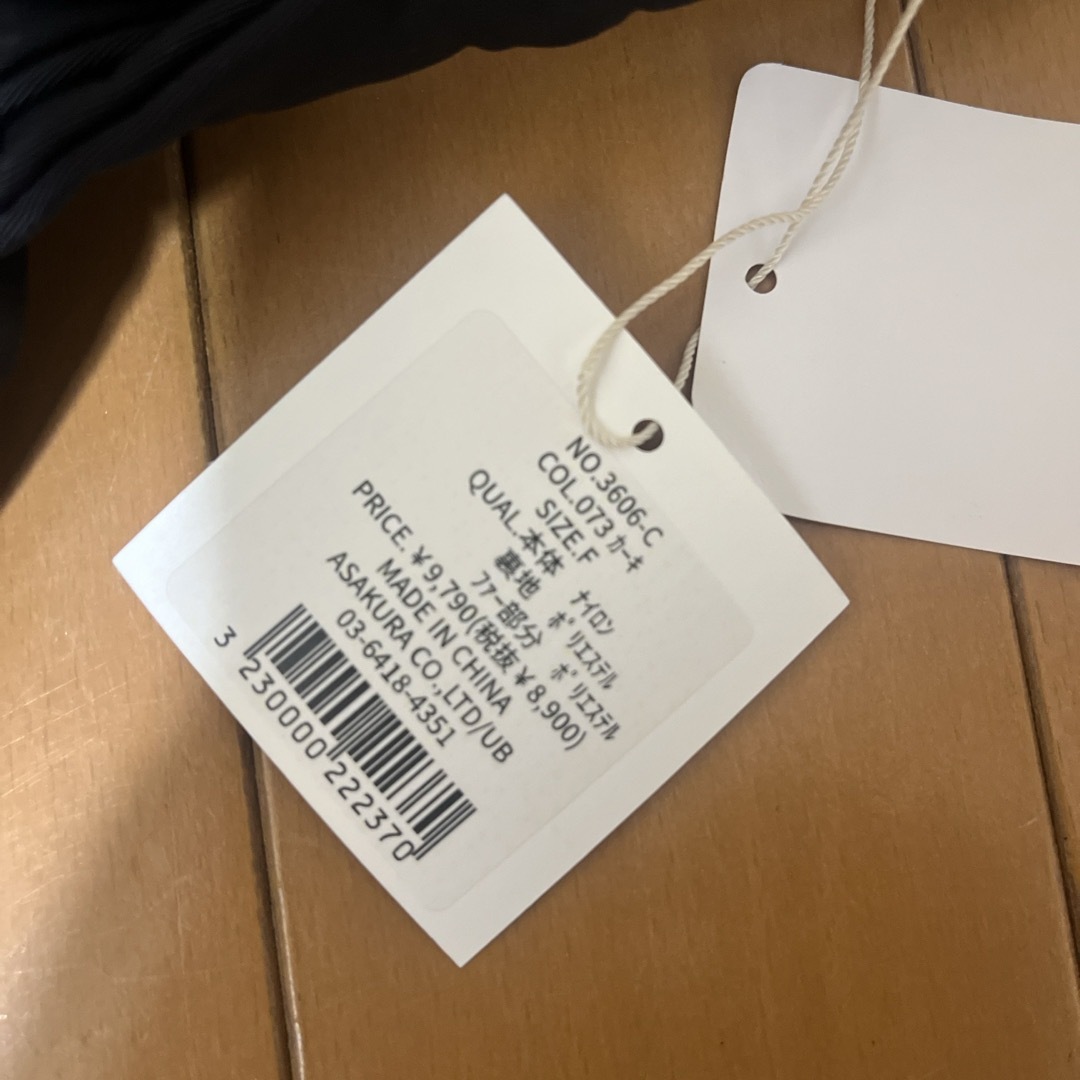 NO.3606-C
COL.073 カーキ
SIZE.F
QUAL.本体 ナイロン
裏地 ポリエステル
ファー部分 ポリエステル
PRICE.￥9,790(税抜￥8,900)
MADE IN CHINA
ASAKURA CO.,LTD/UB
03-6418-4351
3 230000 222370